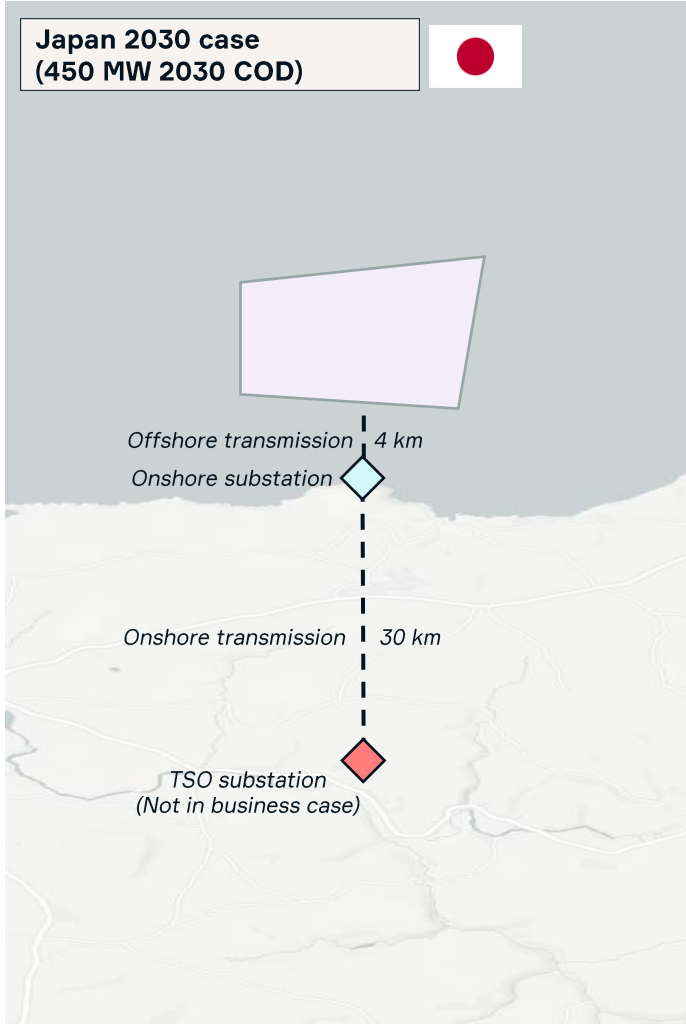 Japan 2030 case
(450 MW 2030 COD)
Offshore transmission 4 km
Onshore substation
Onshore transmission 30 km
TSO substation
(Not in business case)